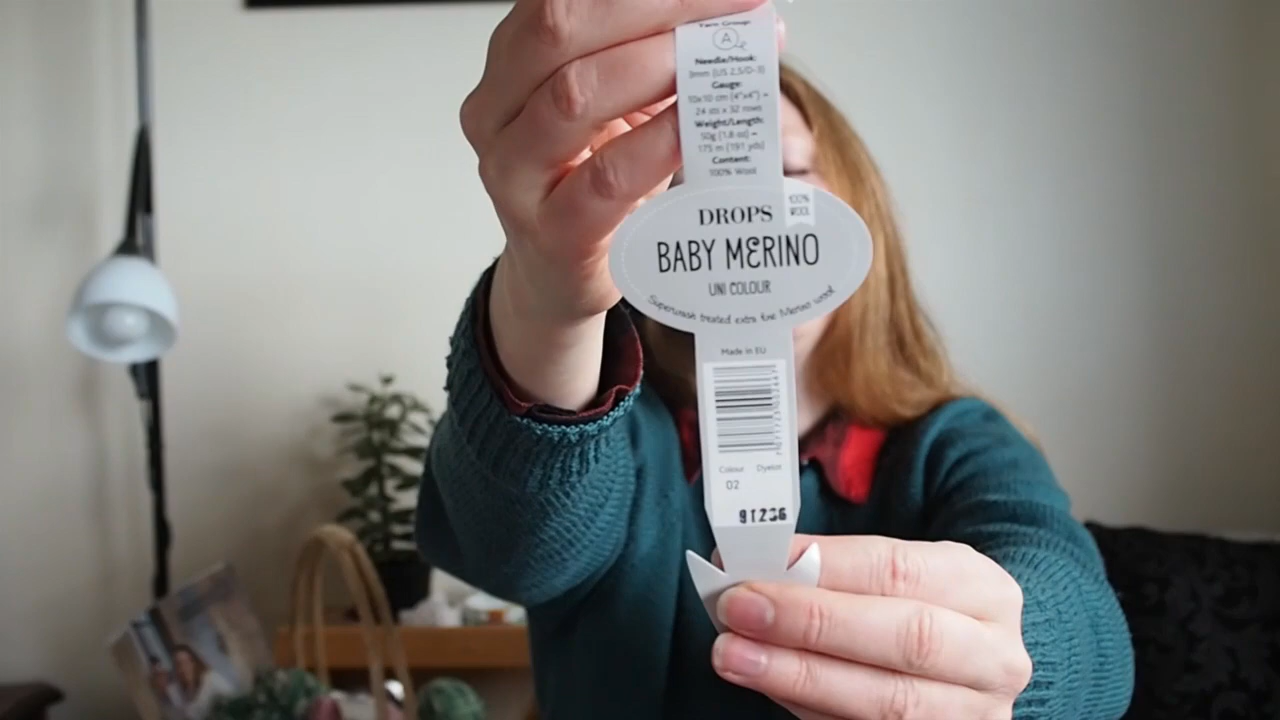 Yarn Group:
A
Needle/Hook:
3mm (US 2,5/D-3)
Gauge:
10x10 cm (4"x4") =
24 sts x 32 rows
Weight/Length:
50g (1.8 oz) =
175 m (191 yds)
Content:
100% Wool
100%
WOOL
DROPS
BABY MERINO
UNI COLOUR
Superwash treated extra fine Merino wool
Made in EU
Colour Dyelot
02
91236